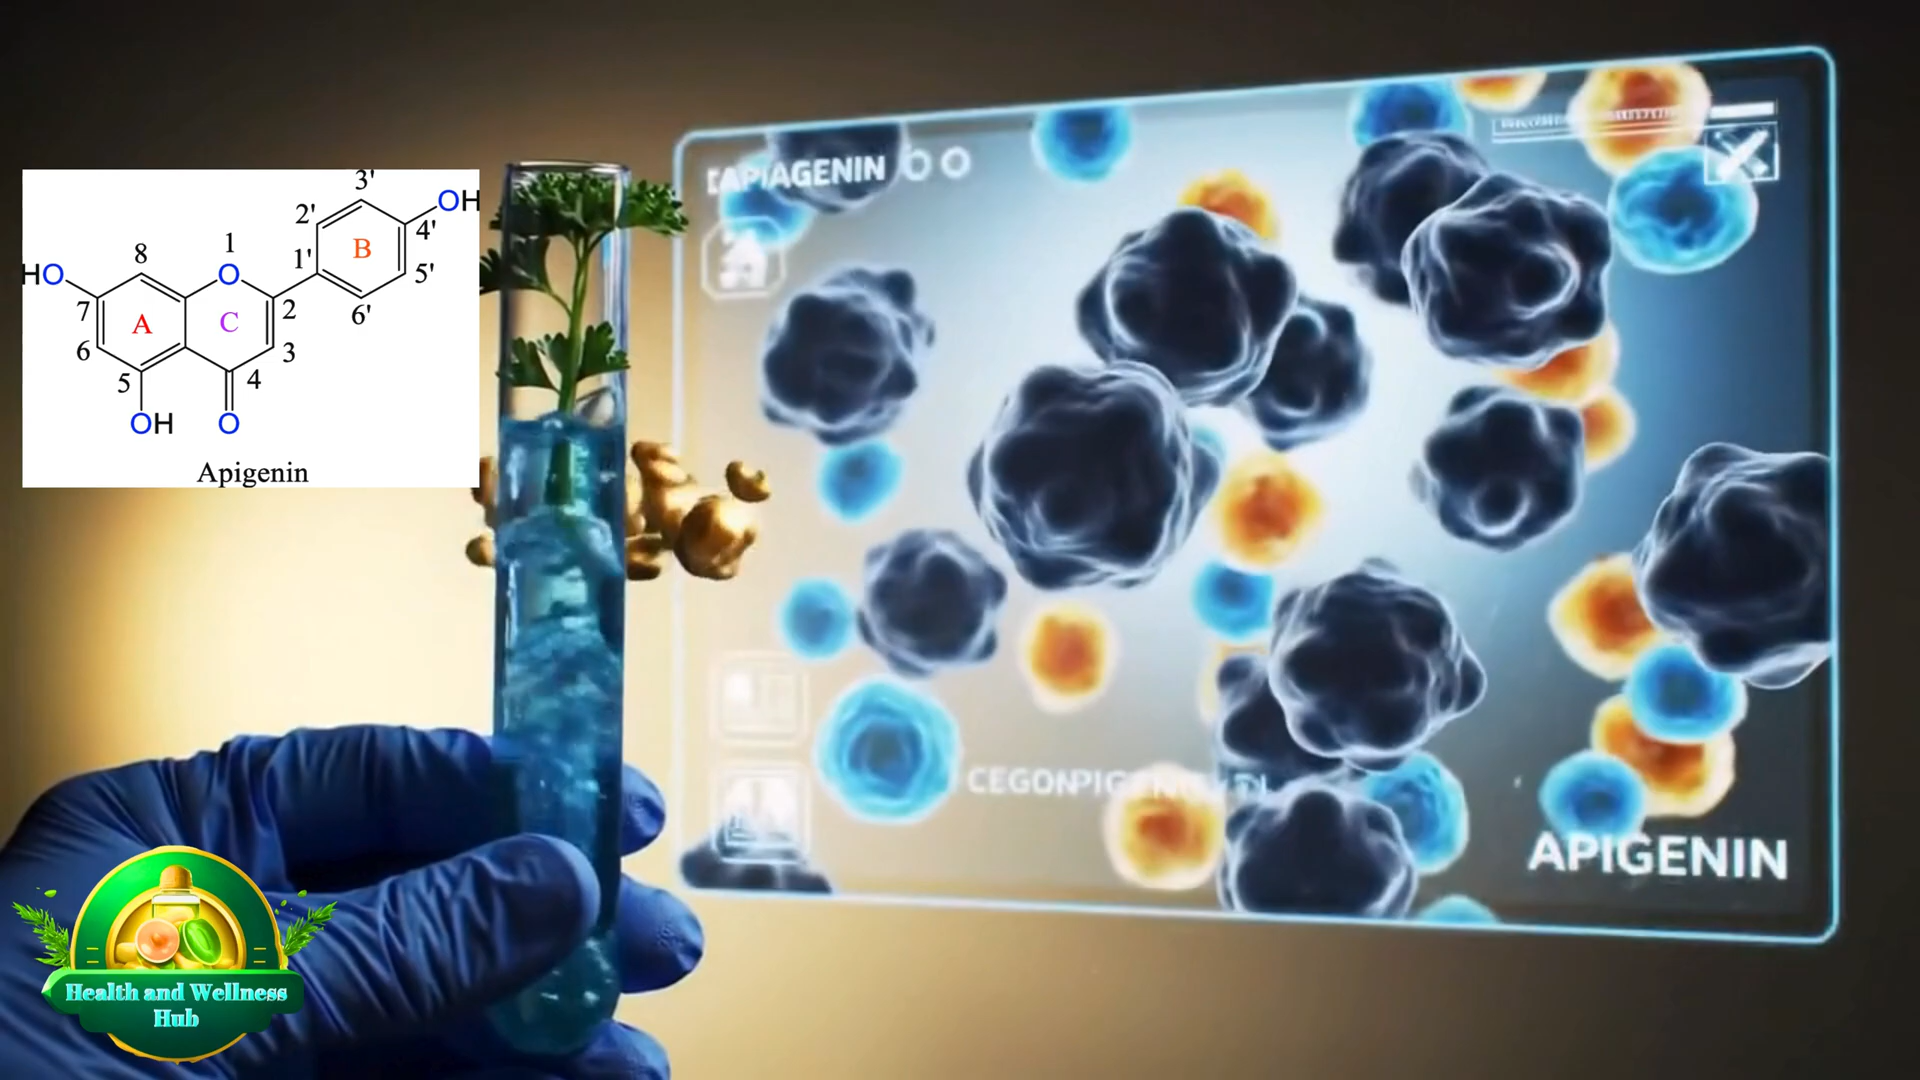 [APIAGENIN
3'
OH
2'
4'
B
8
1
1'
5'
HO
O
7
2
6'
A
C
6
3
5
4
OH
O
Apigenin
APIGENIN
Health and Wellness
Hub